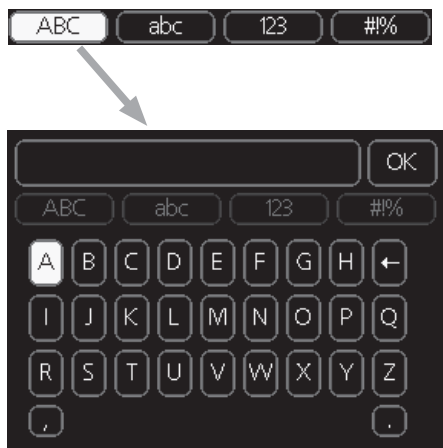 ABC abc 123 #!%
OK
ABC abc 123 #!%
A B C D E F G H ←
I J K L M N O P Q
R S T U V W X Y Z
, .